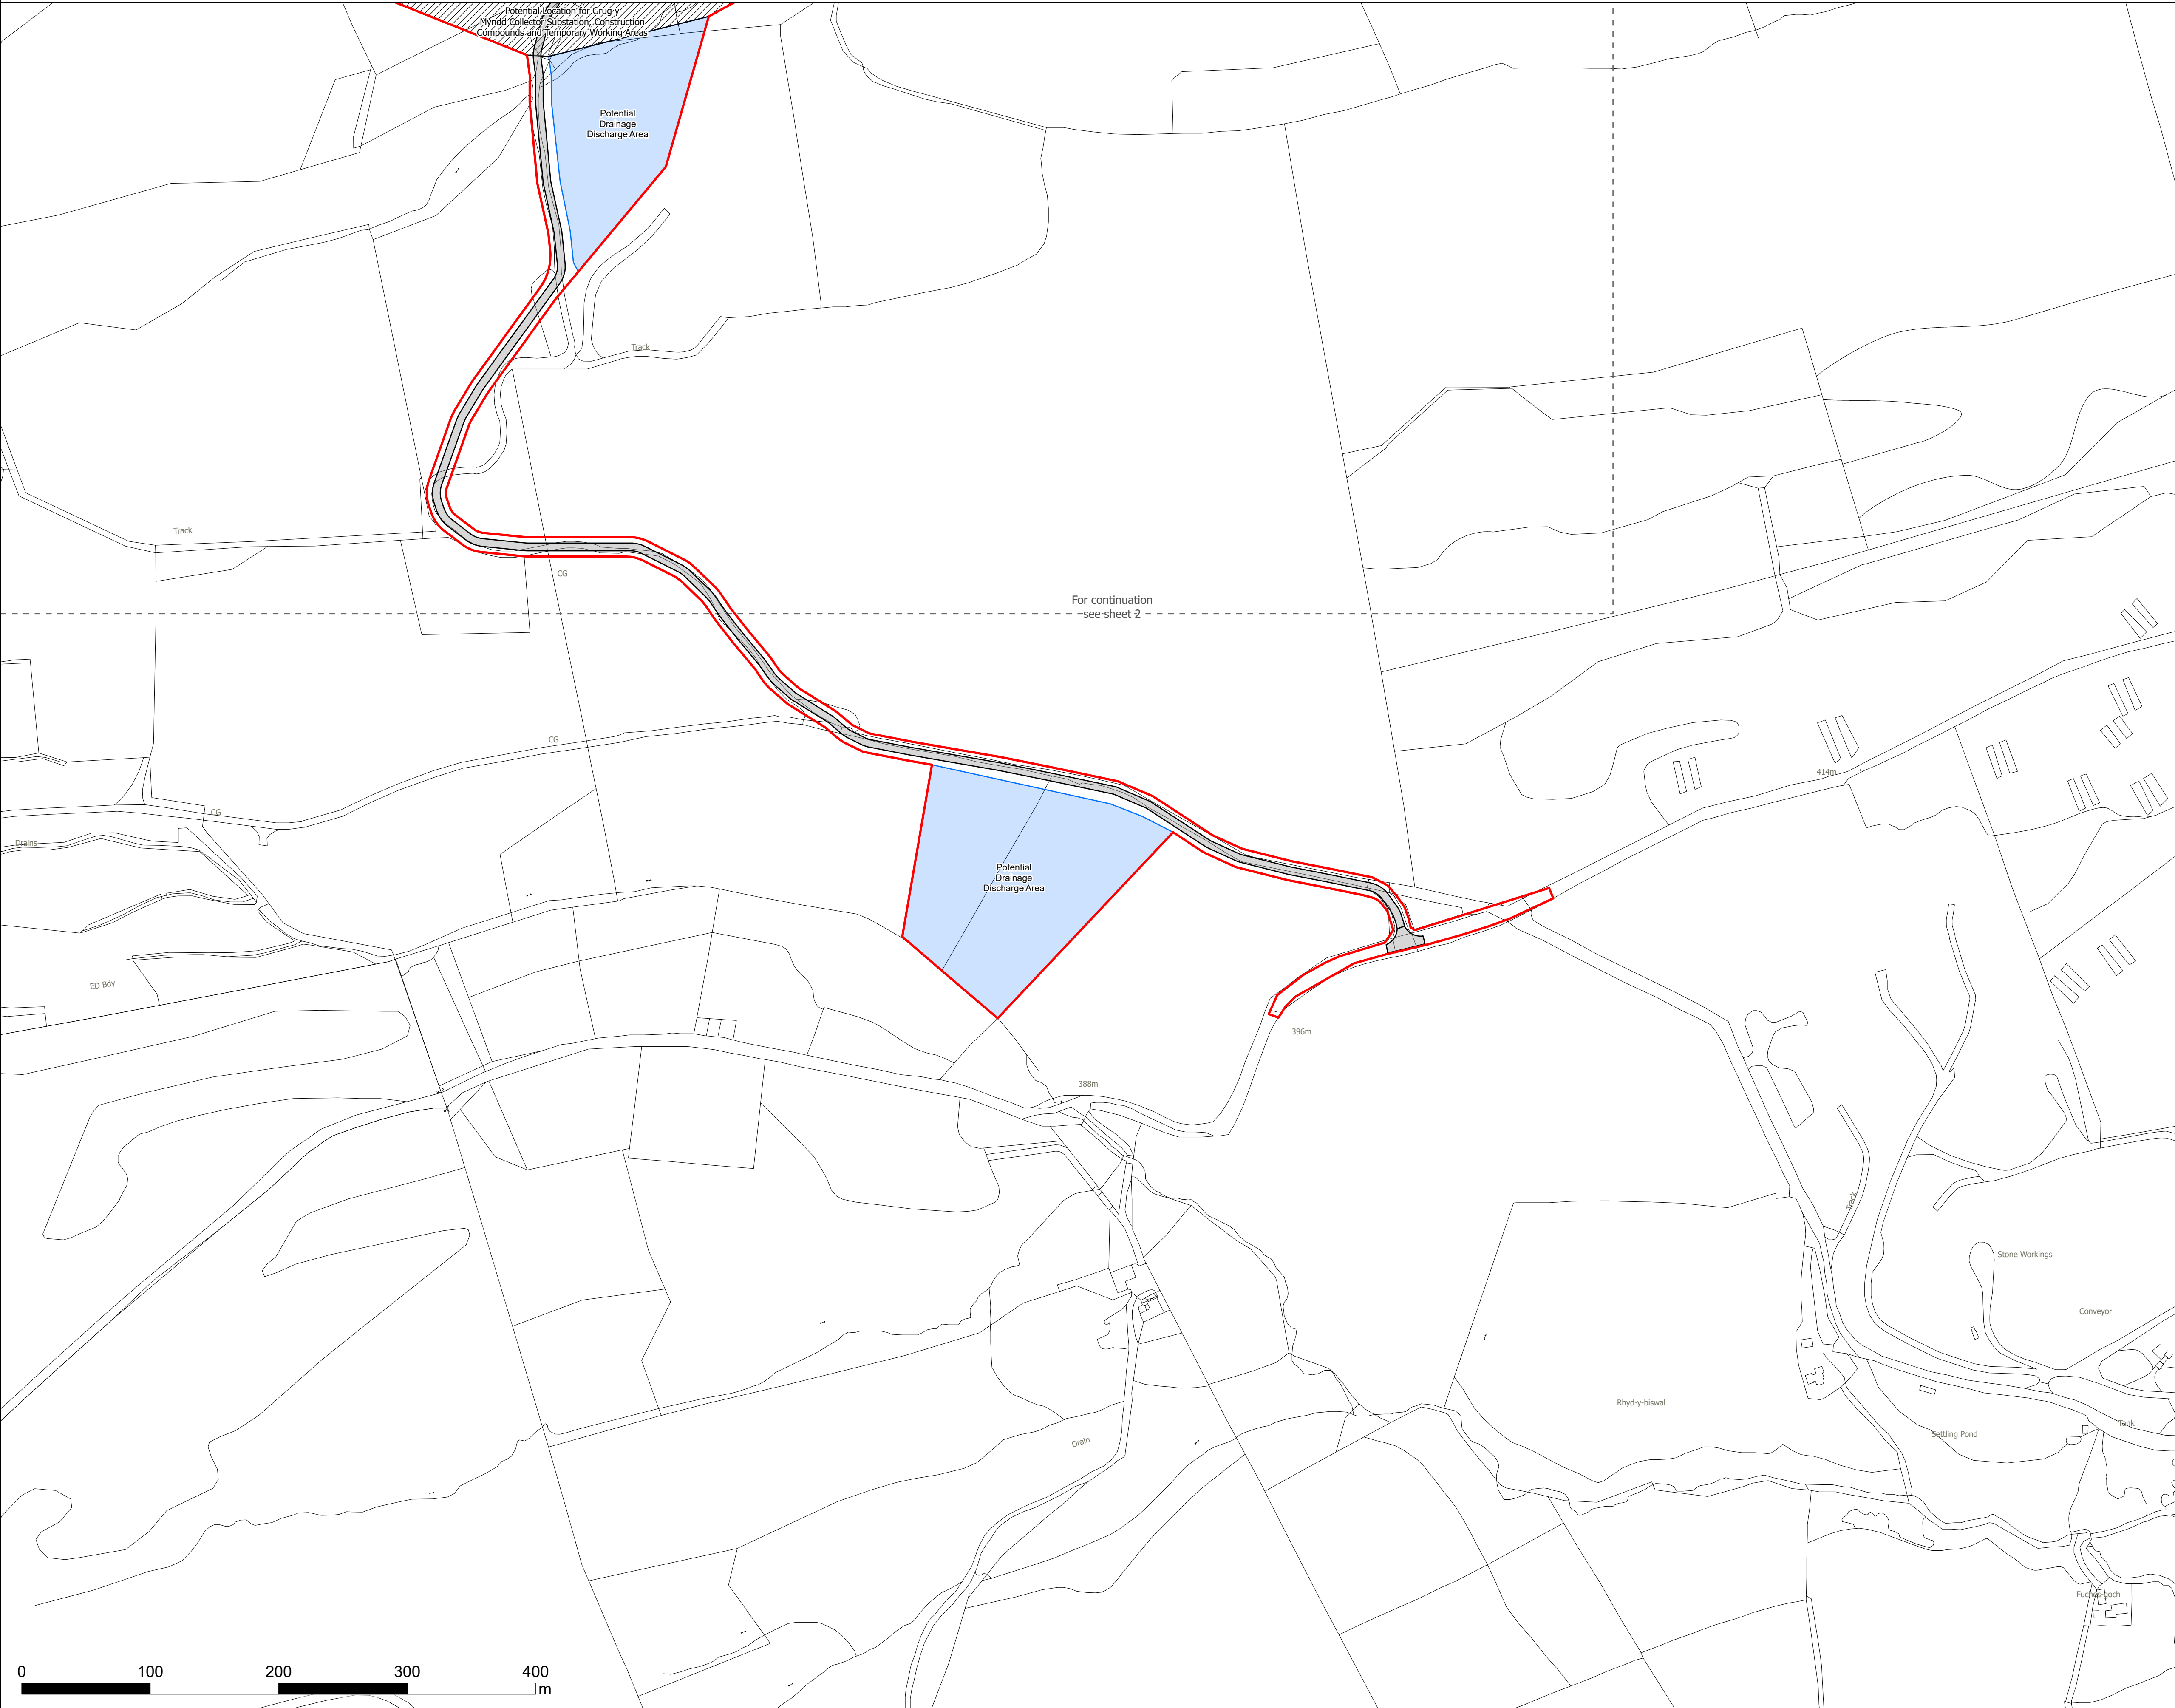 Potential Location for Grug y
Myndd Collector Substation, Construction
Compounds and Temporary Working Areas
Potential
Drainage
Discharge Area
Track
Track
CG
For continuation
see sheet 2
CG
414m
CG
Drains
Potential
Drainage
Discharge Area
ED Bdy
396m
388m
Track
Stone Workings
Conveyor
Rhyd-y-biswal
Tank
Settling Pond
Drain
Fuches-goch
0 100 200 300 400
m